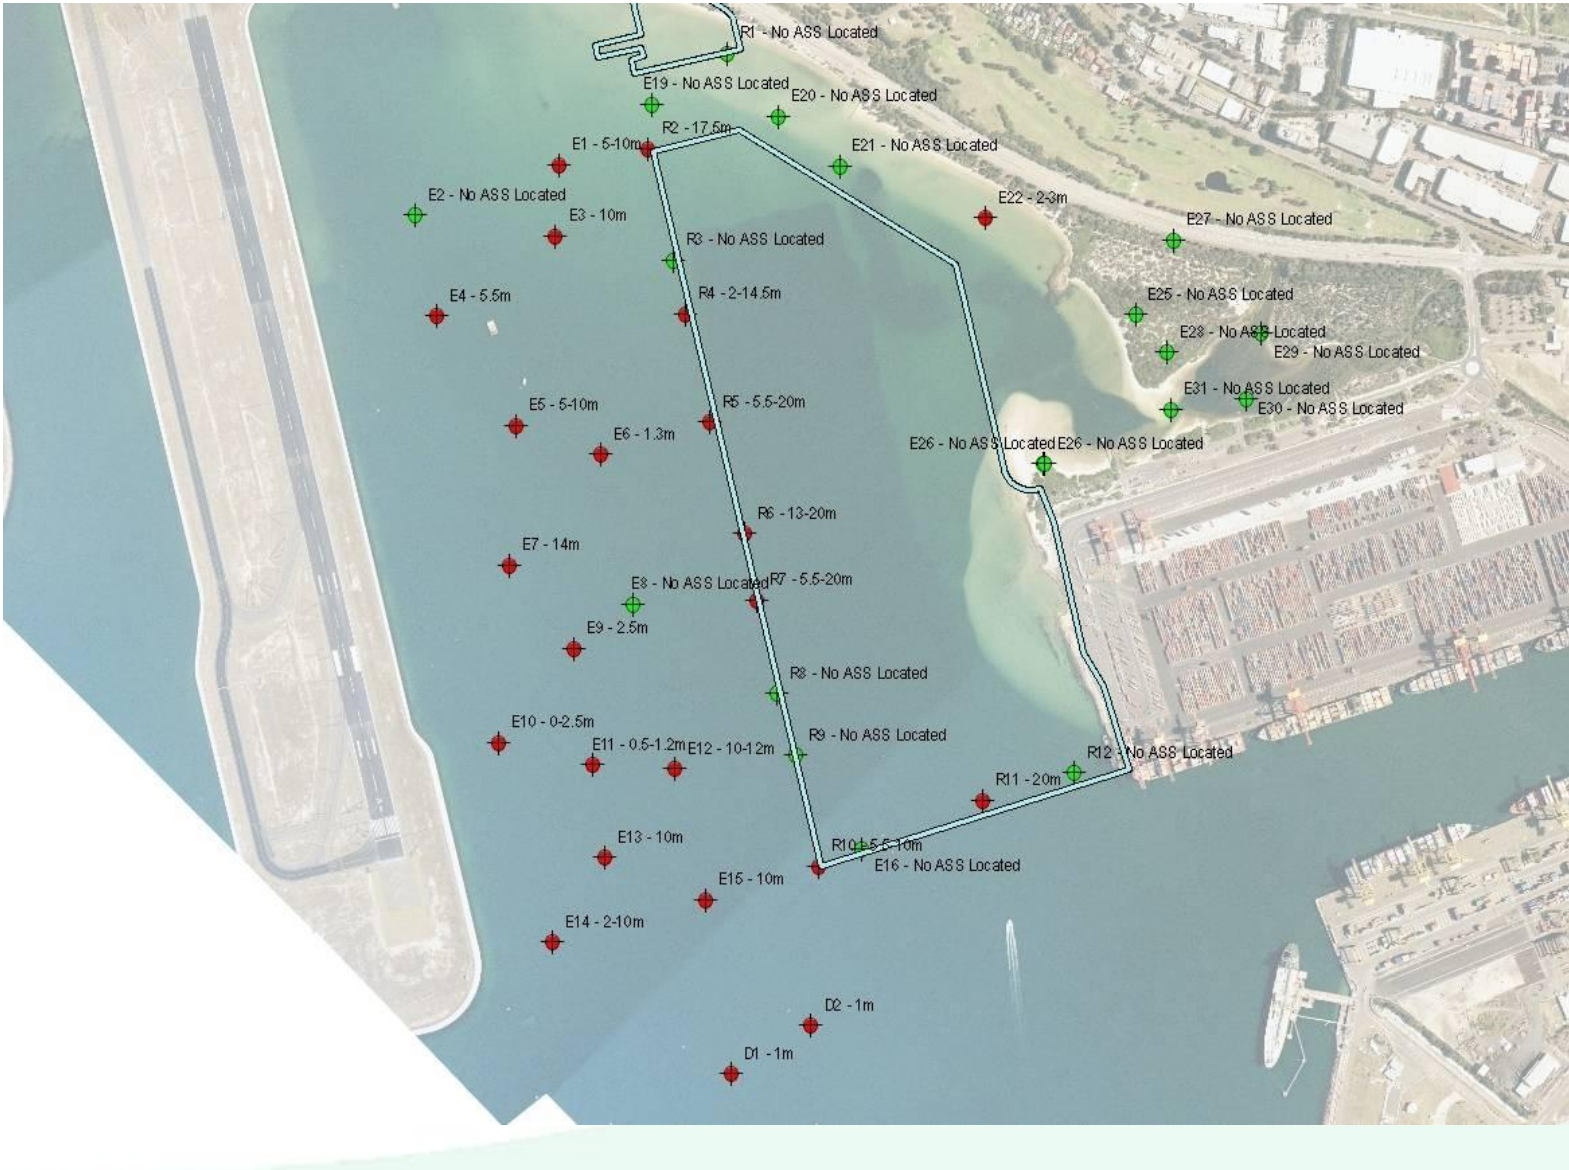 R1 - No ASS Located
E19 - No ASS Located
E20 - No ASS Located
R2 - 17.5m
E1 - 5-10m
E21 - No ASS Located
E2 - No ASS Located
E22 - 2-3m
E3 - 10m
E27 - No ASS Located
R3 - No ASS Located
R4 - 2-14.5m
E25 - No ASS Located
E4 - 5.5m
E28 - No ASS Located
E29 - No ASS Located
E31 - No ASS Located
R5 - 5.5-20m
E5 - 5-10m
E30 - No ASS Located
E6 - 1.3m
E26 - No ASS Located
E26 - No ASS Located
R6 - 13-20m
E7 - 14m
E8 - No ASS Located
R7 - 5.5-20m
E9 - 2.5m
R8 - No ASS Located
E10 - 0-2.5m
R9 - No ASS Located
E11 - 0.5-1.2m
E12 - 10-12m
R12 - No ASS Located
R11 - 20m
E13 - 10m
R10 - 5.5-10m
E16 - No ASS Located
E15 - 10m
E14 - 2-10m
D2 - 1m
D1 - 1m